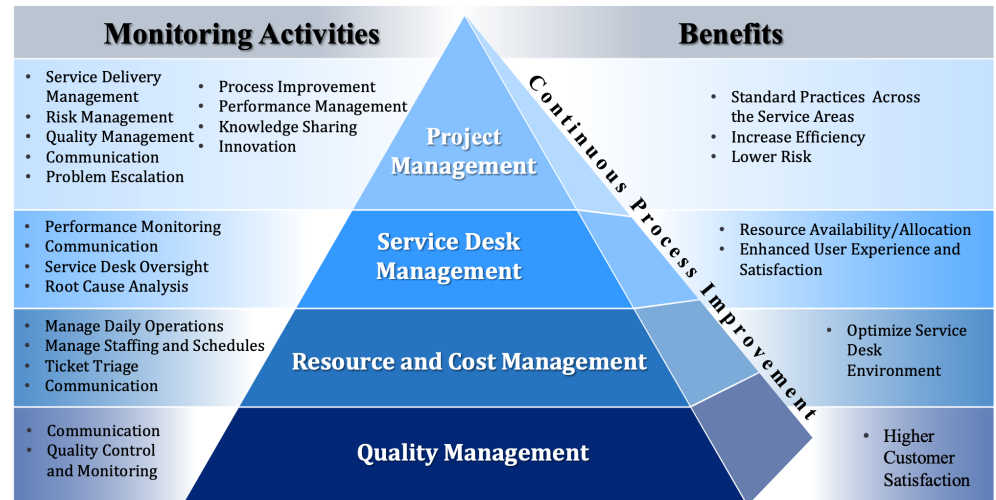 Monitoring Activities
Benefits
• Service Delivery
Management
• Risk Management
• Quality Management
• Communication
• Problem Escalation
• Process Improvement
• Performance Management
• Knowledge Sharing
• Innovation
Project
Management
Continuous Process Improvement
• Standard Practices Across
the Service Areas
• Increase Efficiency
• Lower Risk
• Performance Monitoring
• Communication
• Service Desk Oversight
• Root Cause Analysis
Service Desk
Management
• Resource Availability/Allocation
• Enhanced User Experience and
Satisfaction
• Manage Daily Operations
• Manage Staffing and Schedules
• Ticket Triage
• Communication
Resource and Cost Management
• Optimize Service
Desk
Environment
• Communication
• Quality Control
and Monitoring
Quality Management
• Higher
Customer
Satisfaction